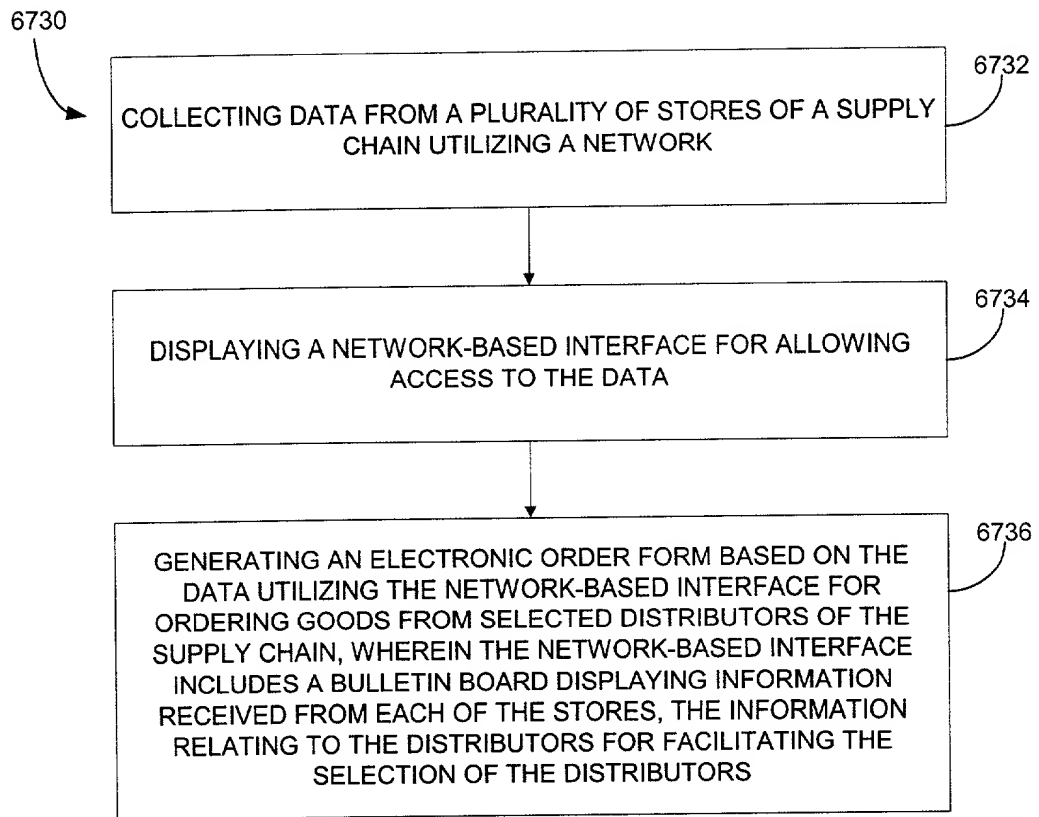 6730
6732
COLLECTING DATA FROM A PLURALITY OF STORES OF A SUPPLY
CHAIN UTILIZING A NETWORK
6734
DISPLAYING A NETWORK-BASED INTERFACE FOR ALLOWING
ACCESS TO THE DATA
6736
GENERATING AN ELECTRONIC ORDER FORM BASED ON THE
DATA UTILIZING THE NETWORK-BASED INTERFACE FOR
ORDERING GOODS FROM SELECTED DISTRIBUTORS OF THE
SUPPLY CHAIN, WHEREIN THE NETWORK-BASED INTERFACE
INCLUDES A BULLETIN BOARD DISPLAYING INFORMATION
RECEIVED FROM EACH OF THE STORES, THE INFORMATION
RELATING TO THE DISTRIBUTORS FOR FACILITATING THE
SELECTION OF THE DISTRIBUTORS